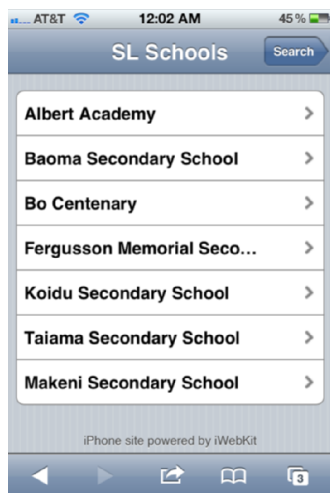 AT&T 12:02 AM 45 %
SL Schools Search
Albert Academy
Baoma Secondary School
Bo Centenary
Fergusson Memorial Seco...
Koidu Secondary School
Taiama Secondary School
Makeni Secondary School
iPhone site powered by iWebKit
3